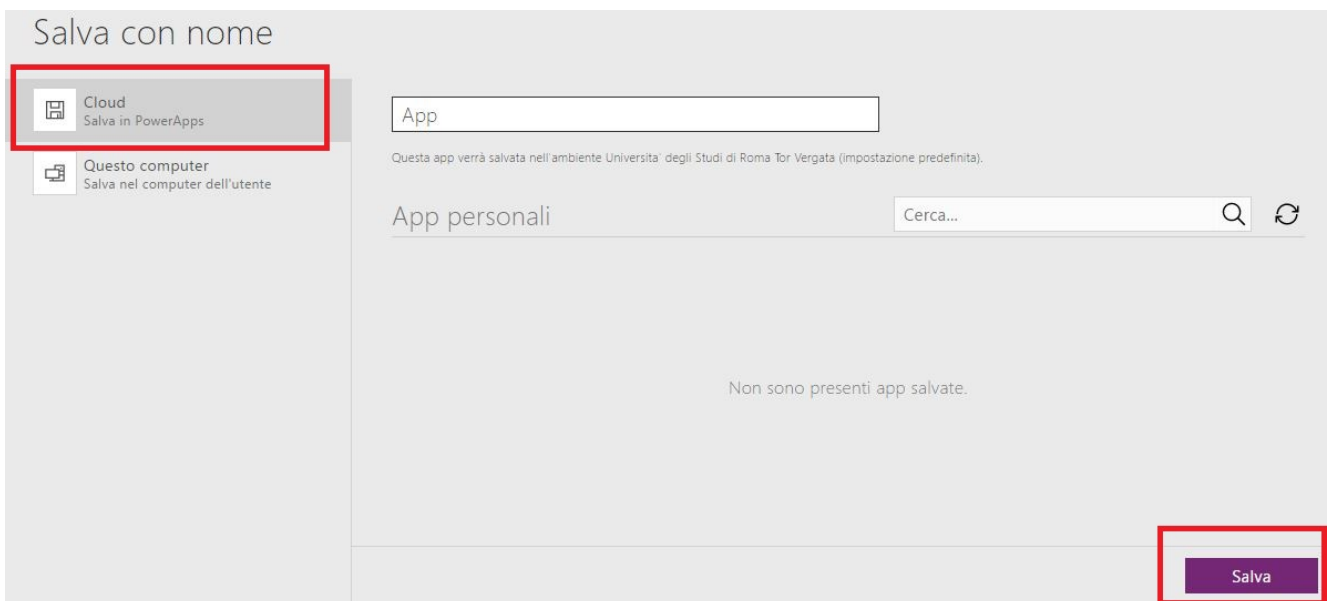 Salva con nome
Cloud
Salva in PowerApps
Questo computer
Salva nel computer dell'utente
App
Questa app verrà salvata nell'ambiente Universita' degli Studi di Roma Tor Vergata (impostazione predefinita).
App personali
Cerca...
Non sono presenti app salvate.
Salva